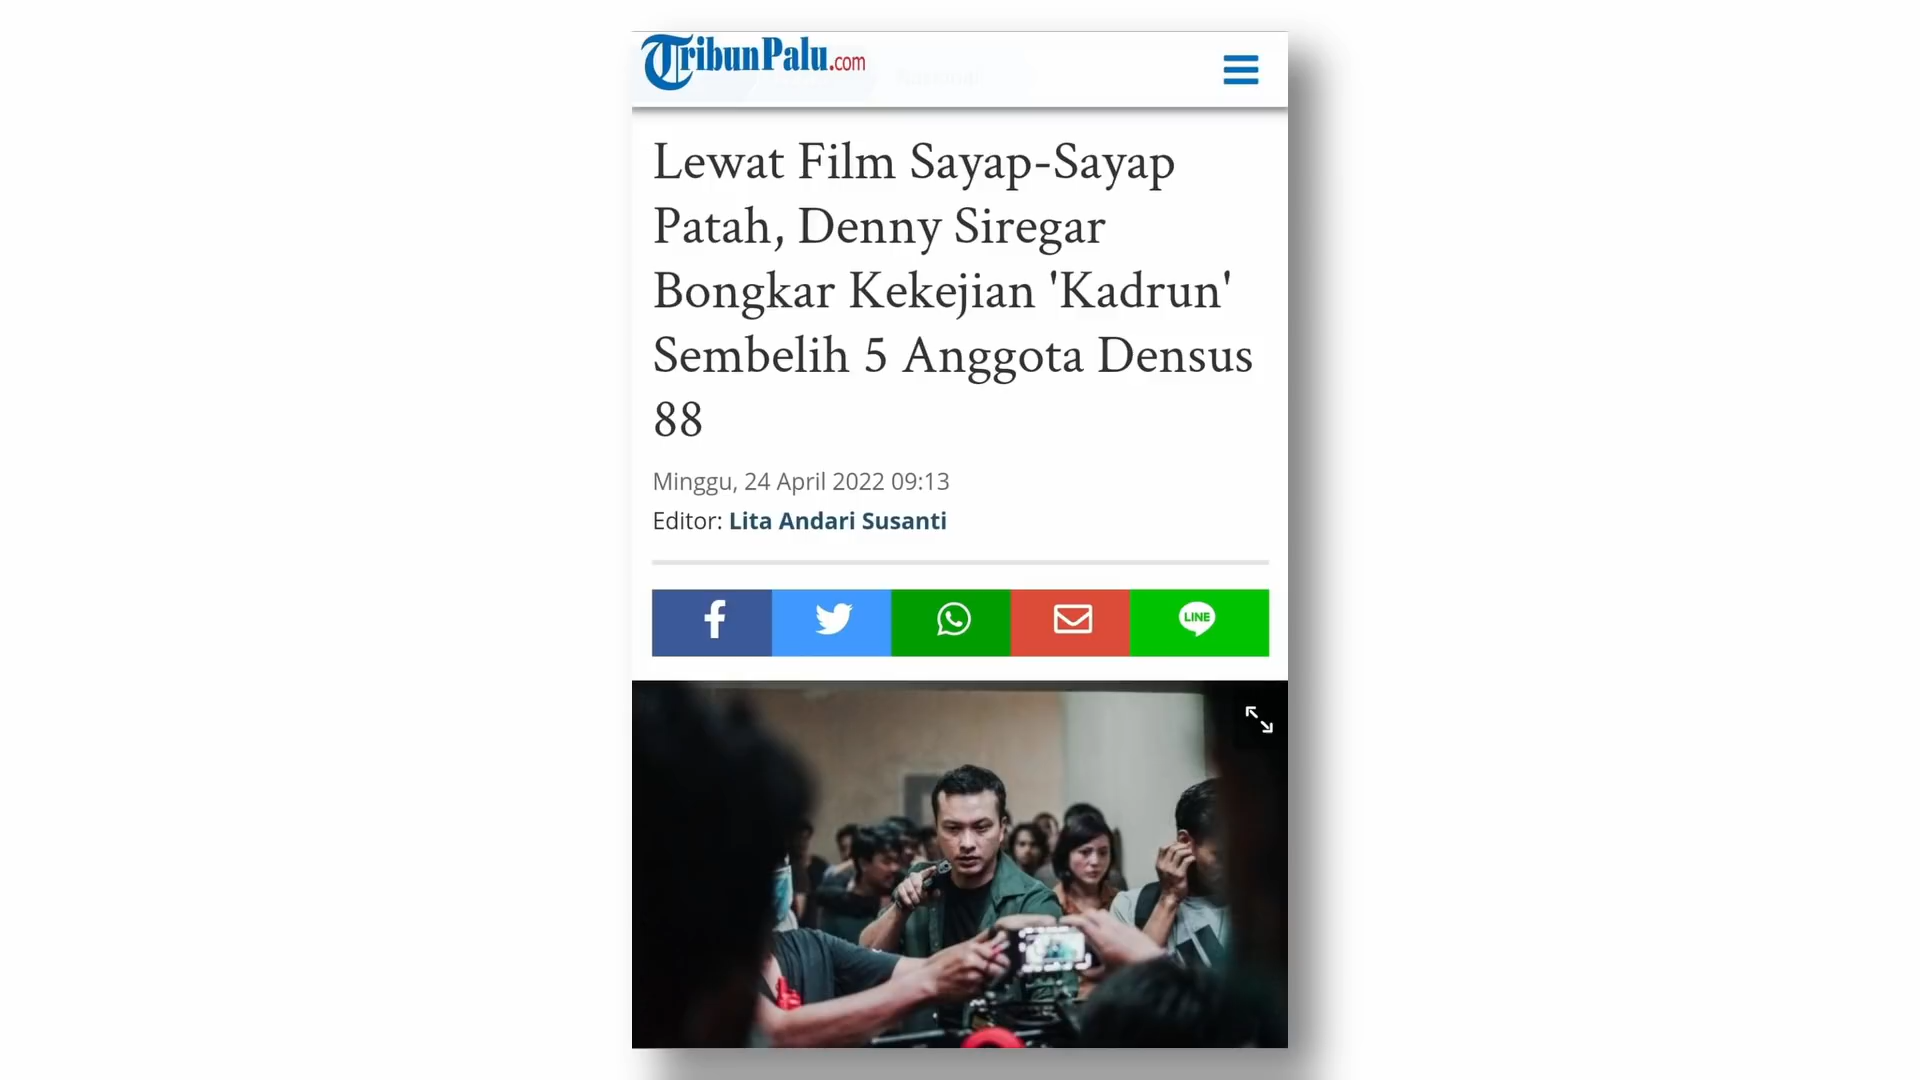 TribunPalu.com
Lewat Film Sayap-Sayap
Patah, Denny Siregar
Bongkar Kekejian 'Kadrun'
Sembelih 5 Anggota Densus
88
Minggu, 24 April 2022 09:13
Editor: Lita Andari Susanti
LINE